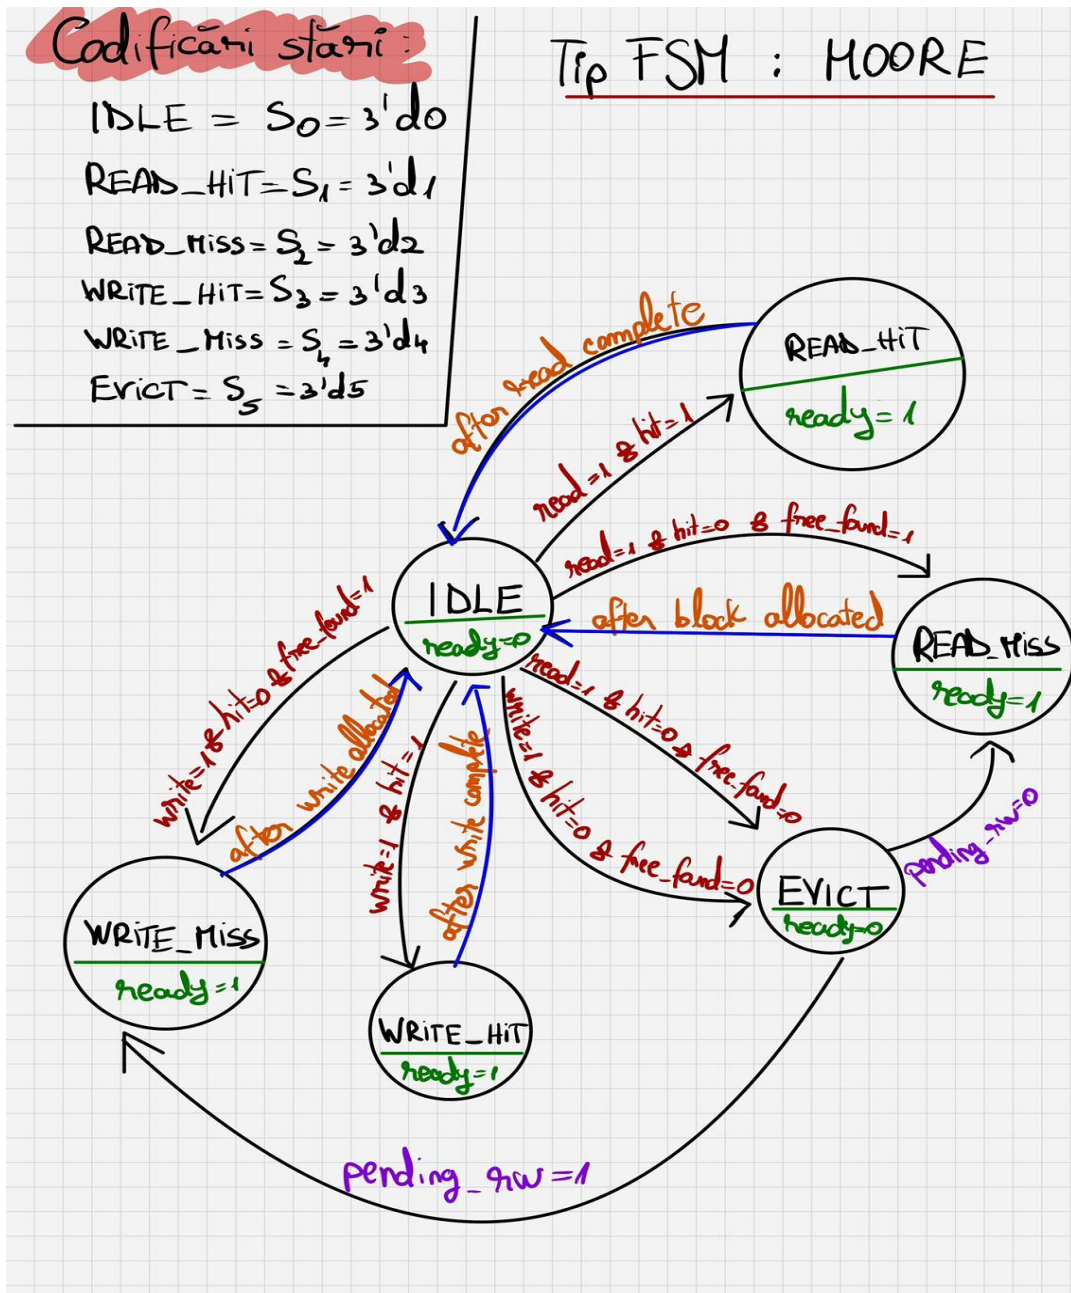 Codificări stări:
IDLE = S0 = 3'd0
READ_HiT = S1 = 3'd1
READ_Miss = S2 = 3'd2
WRiTE_HiT = S3 = 3'd3
WRiTE_Miss = S4 = 3'd4
EVICT = S5 = 3'd5
Tip FSM : MOORE
READ_HiT
ready=1
after read complete
read=1 & hit=1
read=1 & hit=0 & free_found=1
IDLE
ready=0
after block allocated
READ_Miss
ready=1
write=1 & hit=0 & free_found=1
after write allocated
write=1 & hit=1
after write complete
write=1 & hit=0 & free_found=0
read=1 & hit=0 & free_found=0
pending_rw=0
EVICT
ready=0
WRiTE_Miss
ready=1
WRiTE_HiT
ready=1
pending_rw=1